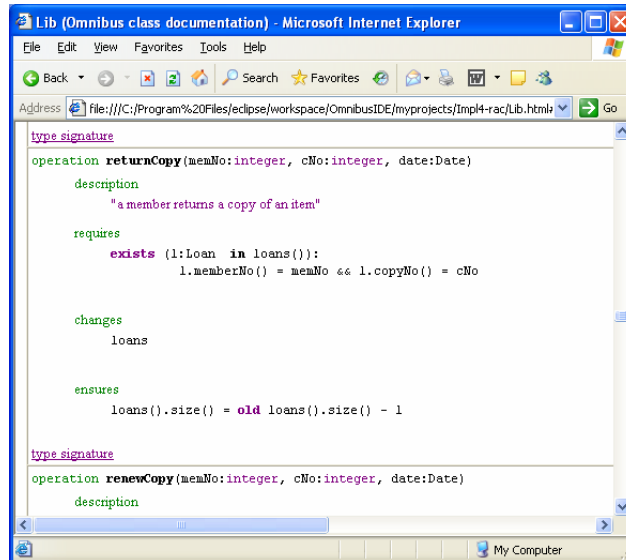 Lib (Omnibus class documentation) - Microsoft Internet Explorer
File Edit View Favorites Tools Help
Back Search Favorites
Address file:///C:/Program%20Files/eclipse/workspace/OmnibusIDE/myprojects/Impl4-rac/Lib.html Go
type signature
operation returnCopy(memNo:integer, cNo:integer, date:Date)
description
"a member returns a copy of an item"
requires
exists (l:Loan in loans()):
l.memberNo() = memNo && l.copyNo() = cNo
changes
loans
ensures
loans().size() = old loans().size() - 1
type signature
operation renewCopy(memNo:integer, cNo:integer, date:Date)
description
My Computer